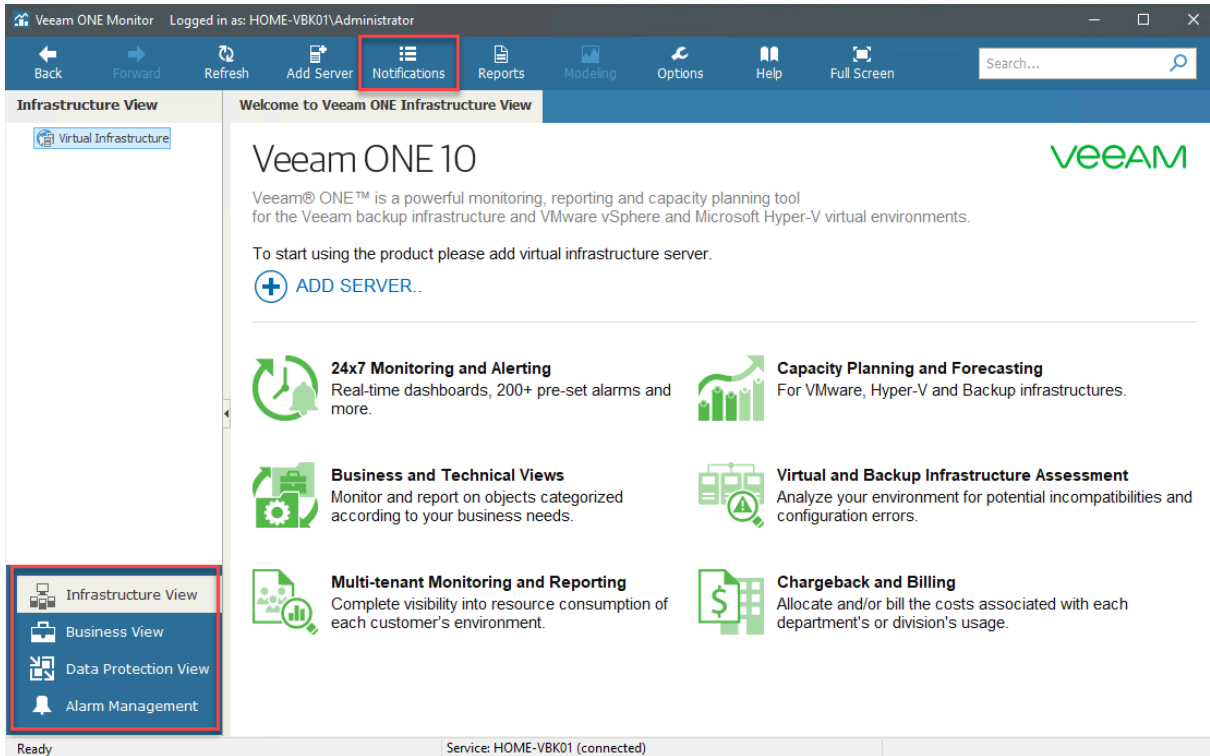 Veeam ONE Monitor Logged in as: HOME-VBK01\Administrator
Back Forward Refresh Add Server Notifications Reports Modeling Options Help Full Screen Search...
Infrastructure View
Welcome to Veeam ONE Infrastructure View
Virtual Infrastructure
Veeam ONE 10
VEEAM
Veeam® ONE™ is a powerful monitoring, reporting and capacity planning tool
for the Veeam backup infrastructure and VMware vSphere and Microsoft Hyper-V virtual environments.
To start using the product please add virtual infrastructure server.
ADD SERVER..
24x7 Monitoring and Alerting
Real-time dashboards, 200+ pre-set alarms and
more.
Capacity Planning and Forecasting
For VMware, Hyper-V and Backup infrastructures.
Business and Technical Views
Monitor and report on objects categorized
according to your business needs.
Virtual and Backup Infrastructure Assessment
Analyze your environment for potential incompatibilities and
configuration errors.
Multi-tenant Monitoring and Reporting
Complete visibility into resource consumption of
each customer's environment.
Chargeback and Billing
Allocate and/or bill the costs associated with each
department's or division's usage.
Infrastructure View
Business View
Data Protection View
Alarm Management
Ready
Service: HOME-VBK01 (connected)